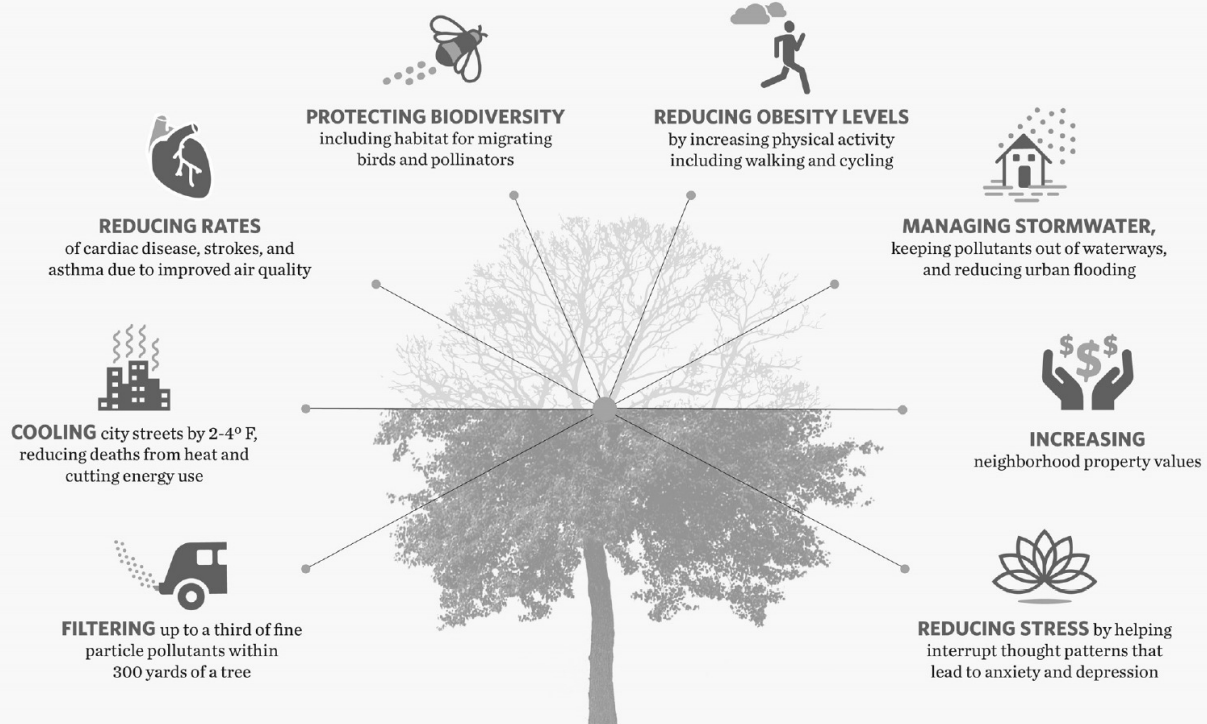 PROTECTING BIODIVERSITY
including habitat for migrating
birds and pollinators
REDUCING OBESITY LEVELS
by increasing physical activity
including walking and cycling
REDUCING RATES
of cardiac disease, strokes, and
asthma due to improved air quality
MANAGING STORMWATER,
keeping pollutants out of waterways,
and reducing urban flooding
COOLING city streets by 2-4º F,
reducing deaths from heat and
cutting energy use
$$$
INCREASING
neighborhood property values
FILTERING up to a third of fine
particle pollutants within
300 yards of a tree
REDUCING STRESS by helping
interrupt thought patterns that
lead to anxiety and depression